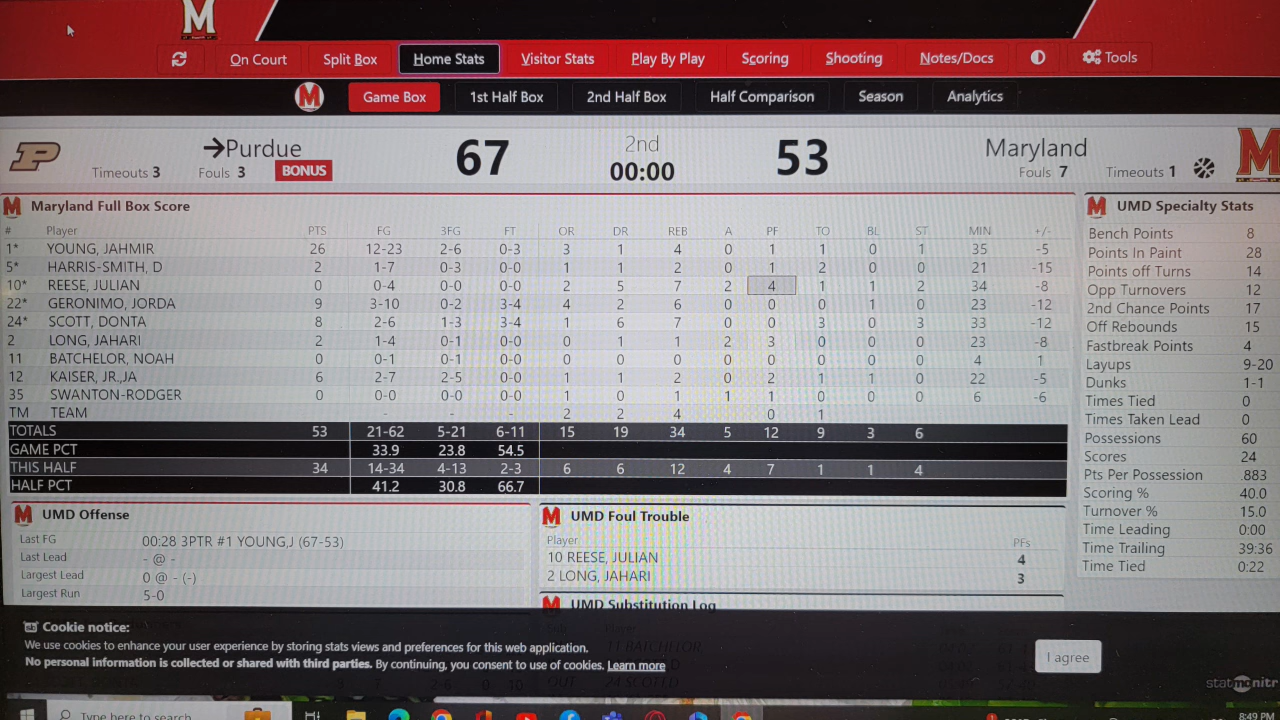 M
On Court Split Box Home Stats Visitor Stats Play By Play Scoring Shooting Notes/Docs Tools
M Game Box 1st Half Box 2nd Half Box Half Comparison Season Analytics
P →Purdue 67 2nd 53 Maryland M
Timeouts 3 Fouls 3 BONUS 00:00 Fouls 7 Timeouts 1
M Maryland Full Box Score
# Player PTS FG 3FG FT OR DR REB A PF TO BL ST MIN +/-
1* YOUNG, JAHMIR 26 12-23 2-6 0-3 3 1 4 0 1 1 0 1 35 -5
5* HARRIS-SMITH, D 2 1-7 0-3 0-0 1 1 2 0 1 2 0 0 21 -15
10* REESE, JULIAN 0 0-4 0-0 0-0 2 5 7 2 4 1 1 2 34 -8
22* GERONIMO, JORDA 9 3-10 0-2 3-4 4 2 6 0 0 0 1 0 23 -12
24* SCOTT, DONTA 8 2-6 1-3 3-4 1 6 7 0 0 3 0 3 33 -12
2 LONG, JAHARI 2 1-4 0-1 0-0 0 1 1 2 3 0 0 0 23 -8
11 BATCHELOR, NOAH 0 0-1 0-1 0-0 0 0 0 0 0 0 0 0 4 1
12 KAISER, JR.,JA 6 2-7 2-5 0-0 1 1 2 0 2 1 1 0 22 -5
35 SWANTON-RODGER 0 0-0 0-0 0-0 1 0 1 1 1 0 0 0 6 -6
TM TEAM - - - 2 2 4 0 1
TOTALS 53 21-62 5-21 6-11 15 19 34 5 12 9 3 6
GAME PCT 33.9 23.8 54.5
THIS HALF 34 14-34 4-13 2-3 6 6 12 4 7 1 1 4
HALF PCT 41.2 30.8 66.7
M UMD Specialty Stats
Bench Points 8
Points In Paint 28
Points off Turns 14
Opp Turnovers 12
2nd Chance Points 17
Off Rebounds 15
Fastbreak Points 4
Layups 9-20
Dunks 1-1
Times Tied 0
Times Taken Lead 0
Possessions 60
Scores 24
Pts Per Possession .883
Scoring % 40.0
Turnover % 15.0
Time Leading 0:00
Time Trailing 39:36
Time Tied 0:22
M UMD Offense
Last FG 00:28 3PTR #1 YOUNG,J (67-53)
Last Lead - @ -
Largest Lead 0 @ - (-)
Largest Run 5-0
M UMD Foul Trouble
Player PFs
10 REESE, JULIAN 4
2 LONG, JAHARI 3
M UMD Substitution Log
Cookie notice:
We use cookies to enhance your user experience by storing stats views and preferences for this web application.
No personal information is collected or shared with third parties. By continuing, you consent to use of cookies. Learn more
I agree
statmonitr
Type here to search
8:49 PM